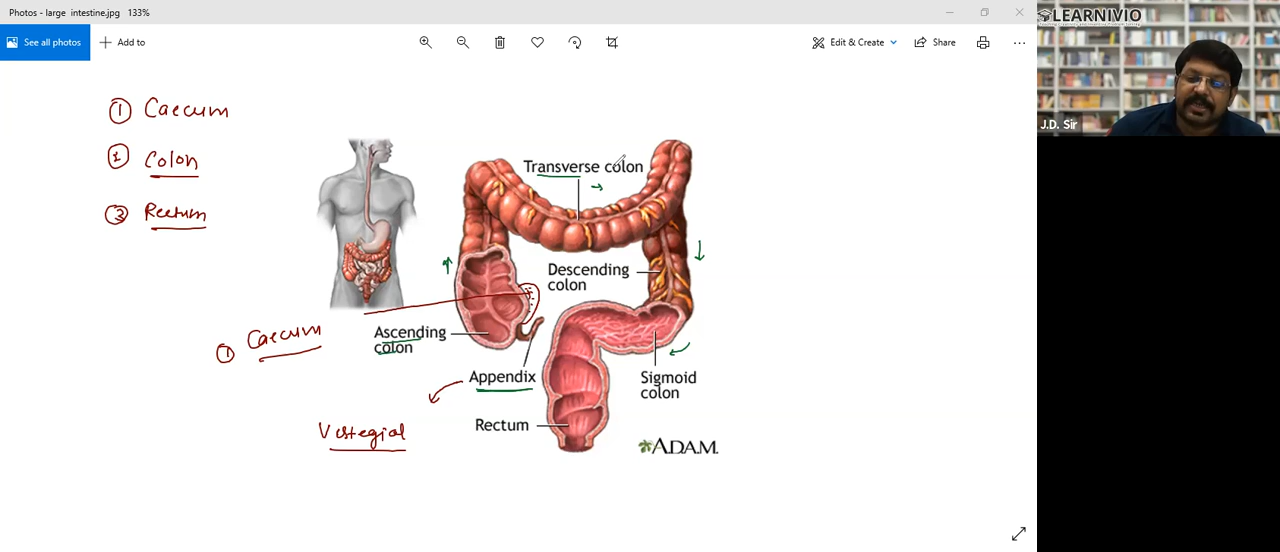 Photos - large intestine.jpg 133%
See all photos
Add to
Edit & Create
Share
LEARNIVIO
J.D. Sir
① Caecum
② Colon
③ Rectum
Transverse colon
Descending
colon
① Caecum
Ascending
colon
Appendix
Sigmoid
colon
Vestegial
Rectum
A.D.A.M.